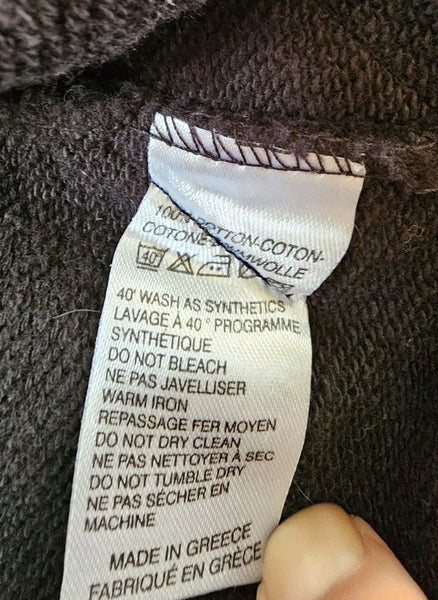 100% COTTON-COTON-
COTONE-BAUMWOLLE
40
40' WASH AS SYNTHETICS
LAVAGE À 40 ° PROGRAMME
SYNTHÉTIQUE
DO NOT BLEACH
NE PAS JAVELLISER
WARM IRON
REPASSAGE FER MOYEN
DO NOT DRY CLEAN
NE PAS NETTOYER À SEC
DO NOT TUMBLE DRY
NE PAS SÉCHER EN
MACHINE
MADE IN GREECE
FABRIQUÉ EN GRÈCE